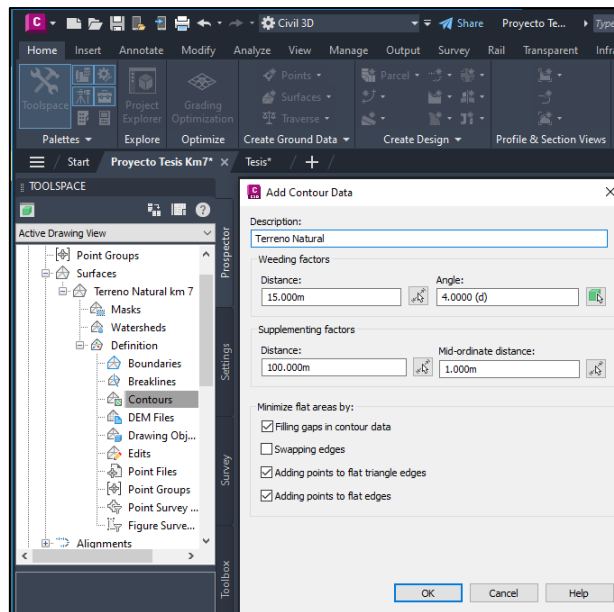 C
Civil 3D
Share
Proyecto Te...
Type
Home
Insert
Annotate
Modify
Analyze
View
Manage
Output
Survey
Rail
Transparent
Infra
Toolspace
Project Explorer
Grading Optimization
Points
Surfaces
Traverse
Parcel
Palettes
Explore
Optimize
Create Ground Data
Create Design
Profile & Section Views
Start
Proyecto Tesis Km7*
Tesis*
TOOLSPACE
Active Drawing View
Point Groups
Surfaces
Terreno Natural km 7
Masks
Watersheds
Definition
Boundaries
Breaklines
Contours
DEM Files
Drawing Obj...
Edits
Point Files
Point Groups
Point Survey ...
Figure Surve...
Alignments
Prospector
Settings
Survey
Toolbox
Add Contour Data
Description:
Terreno Natural
Weeding factors
Distance:
Angle:
15.000m
4.0000 (d)
Supplementing factors
Distance:
Mid-ordinate distance:
100.000m
1.000m
Minimize flat areas by:
Filling gaps in contour data
Swapping edges
Adding points to flat triangle edges
Adding points to flat edges
OK
Cancel
Help